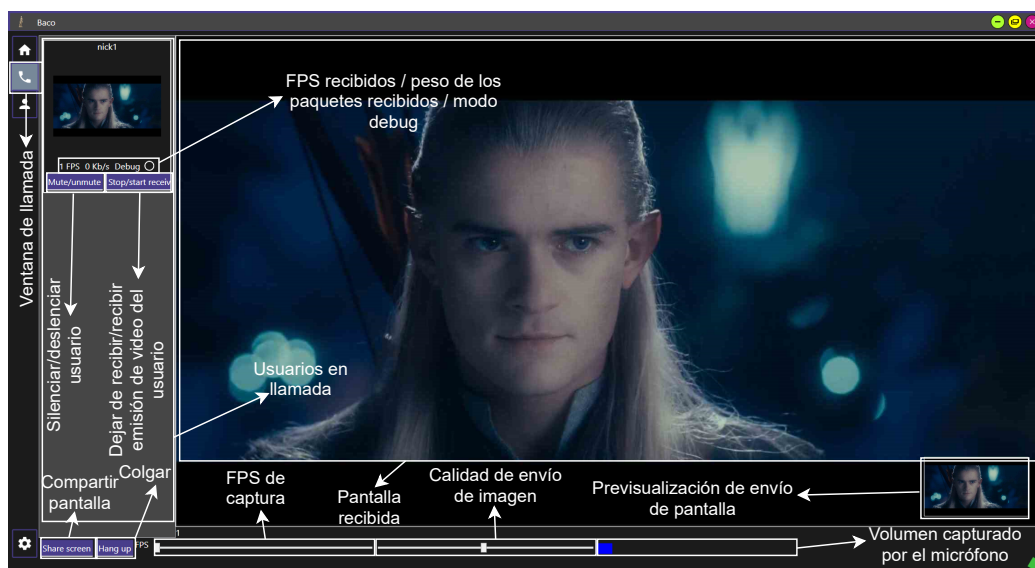 Baco
nick1
1 FPS 0 Kb/s Debug
Mute/unmute
Stop/start receiv
FPS recibidos / peso de los
paquetes recibidos / modo
debug
Ventana de llamada
Silenciar/deslenciar
usuario
Dejar de recibir/recibir
emisión de video del
usuario
Usuarios en
llamada
Compartir
pantalla
Colgar
FPS de
captura
Pantalla
recibida
Calidad de envío
de imagen
Previsualización de envío
de pantalla
Volumen capturado
por el micrófono
1
Share screen
Hang up
FPS